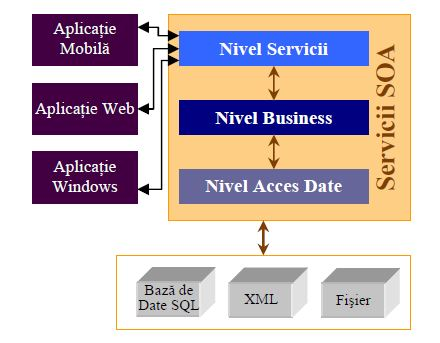 Aplicație
Mobilă
Aplicație Web
Aplicație
Windows
Nivel Servicii
Nivel Business
Nivel Acces Date
Servicii SOA
Bază de
Date SQL
XML
Fişier